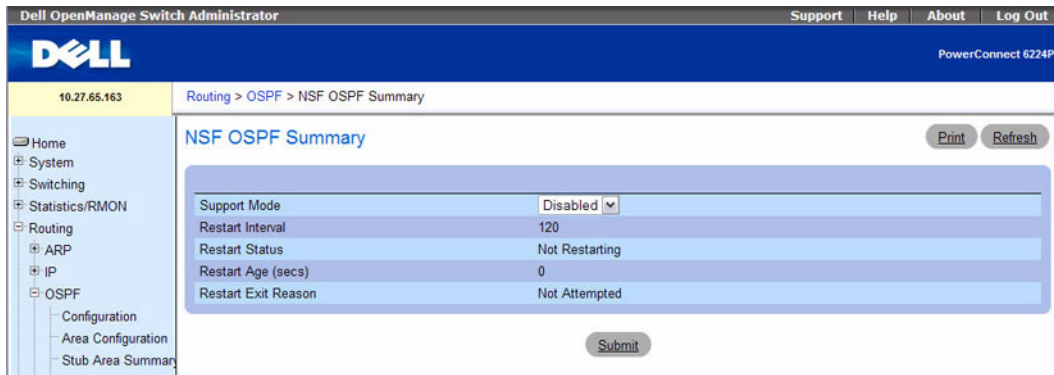 Dell OpenManage Switch Administrator
Support Help About Log Out
DELL
PowerConnect 6224P
10.27.65.163
Routing > OSPF > NSF OSPF Summary
Home
System
Switching
Statistics/RMON
Routing
ARP
IP
OSPF
Configuration
Area Configuration
Stub Area Summary
NSF OSPF Summary
Print Refresh
Support Mode Disabled
Restart Interval 120
Restart Status Not Restarting
Restart Age (secs) 0
Restart Exit Reason Not Attempted
Submit